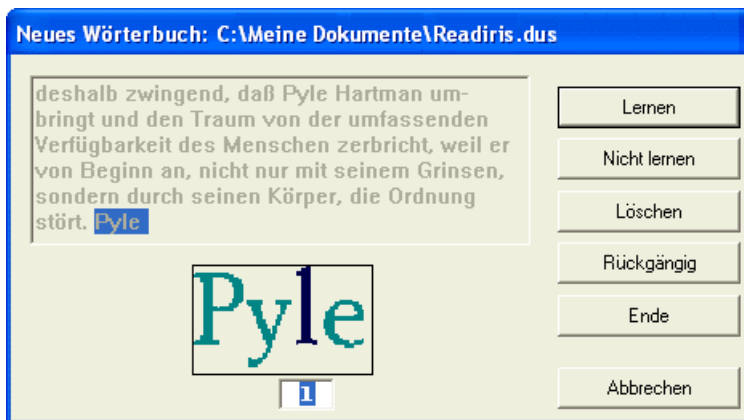 Neues Wörterbuch: C:\Meine Dokumente\Readiris.dus
deshalb zwingend, daß Pyle Hartman um-
bringt und den Traum von der umfassenden
Verfügbarkeit des Menschen zerbricht, weil er
von Beginn an, nicht nur mit seinem Grinsen,
sondern durch seinen Körper, die Ordnung
stört. Pyle
Pyle
l
Lernen
Nicht lernen
Löschen
Rückgängig
Ende
Abbrechen